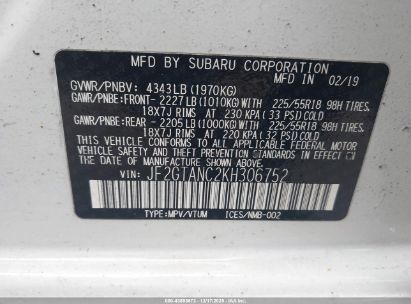 MFD BY SUBARU CORPORATION
MFD IN 02/19
GVWR/PNBV : 4343LB (1970KG)
GAWR/PNBE:FRONT- 2227LB (1010KG) WITH 225/55R18 98H TIRES.
18X7J RIMS AT 230 KPA (33 PSI) COLD
GAWR/PNBE:REAR - 2205LB (1000KG) WITH 225/55R18 98H TIRES.
18X7J RIMS AT 220 KPA (32 PSI) COLD
THIS VEHICLE CONFORMS TO ALL APPLICABLE
FEDERAL MOTOR VEHICLE SAFETY STANDARDS IN EFFECT ON THE
DATE OF MANUFACTURE SHOWN ABOVE.
VIN: JF2GTANC2KH306752
TYPE:MPV/VTUM ICES/NMB-002